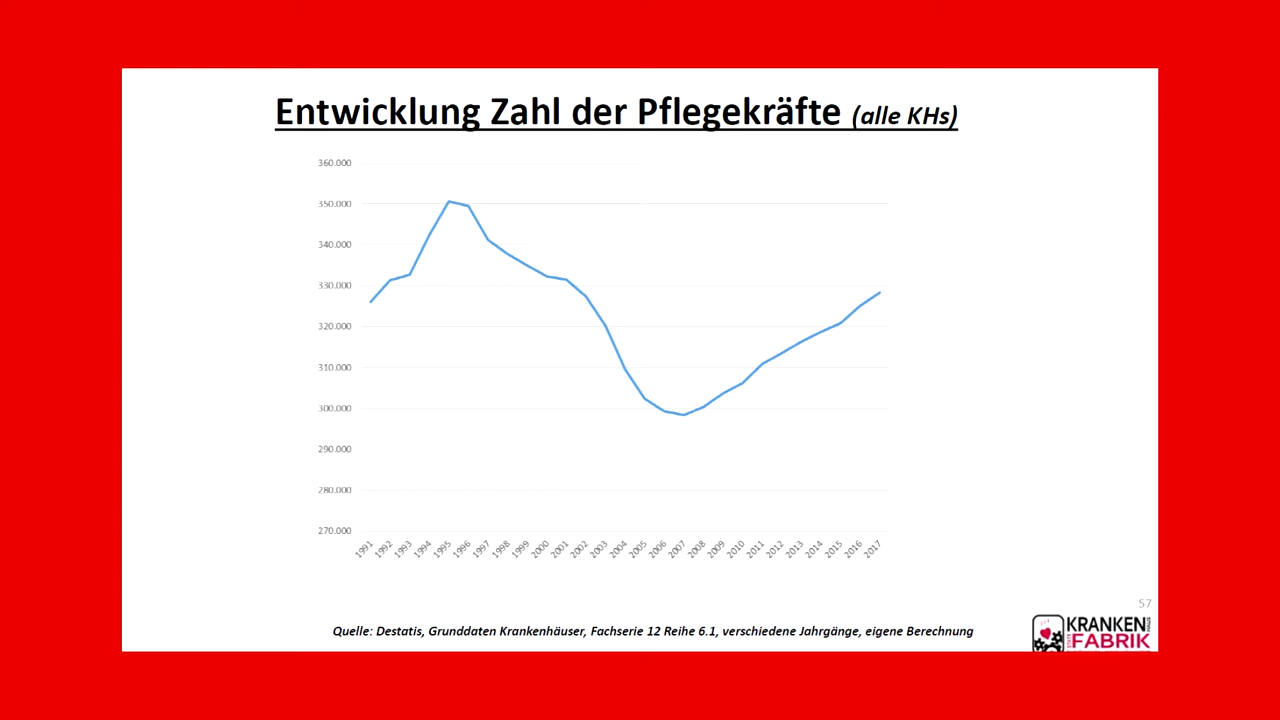 Entwicklung Zahl der Pflegekräfte (alle KHs)
360.000
350.000
340.000
330.000
320.000
310.000
300.000
290.000
280.000
270.000
1991 1992 1993 1994 1995 1996 1997 1998 1999 2000 2001 2002 2003 2004 2005 2006 2007 2008 2009 2010 2011 2012 2013 2014 2015 2016 2017
57
Quelle: Destatis, Grunddaten Krankenhäuser, Fachserie 12 Reihe 6.1, verschiedene Jahrgänge, eigene Berechnung
KRANKEN HAUS
STATT FABRIK